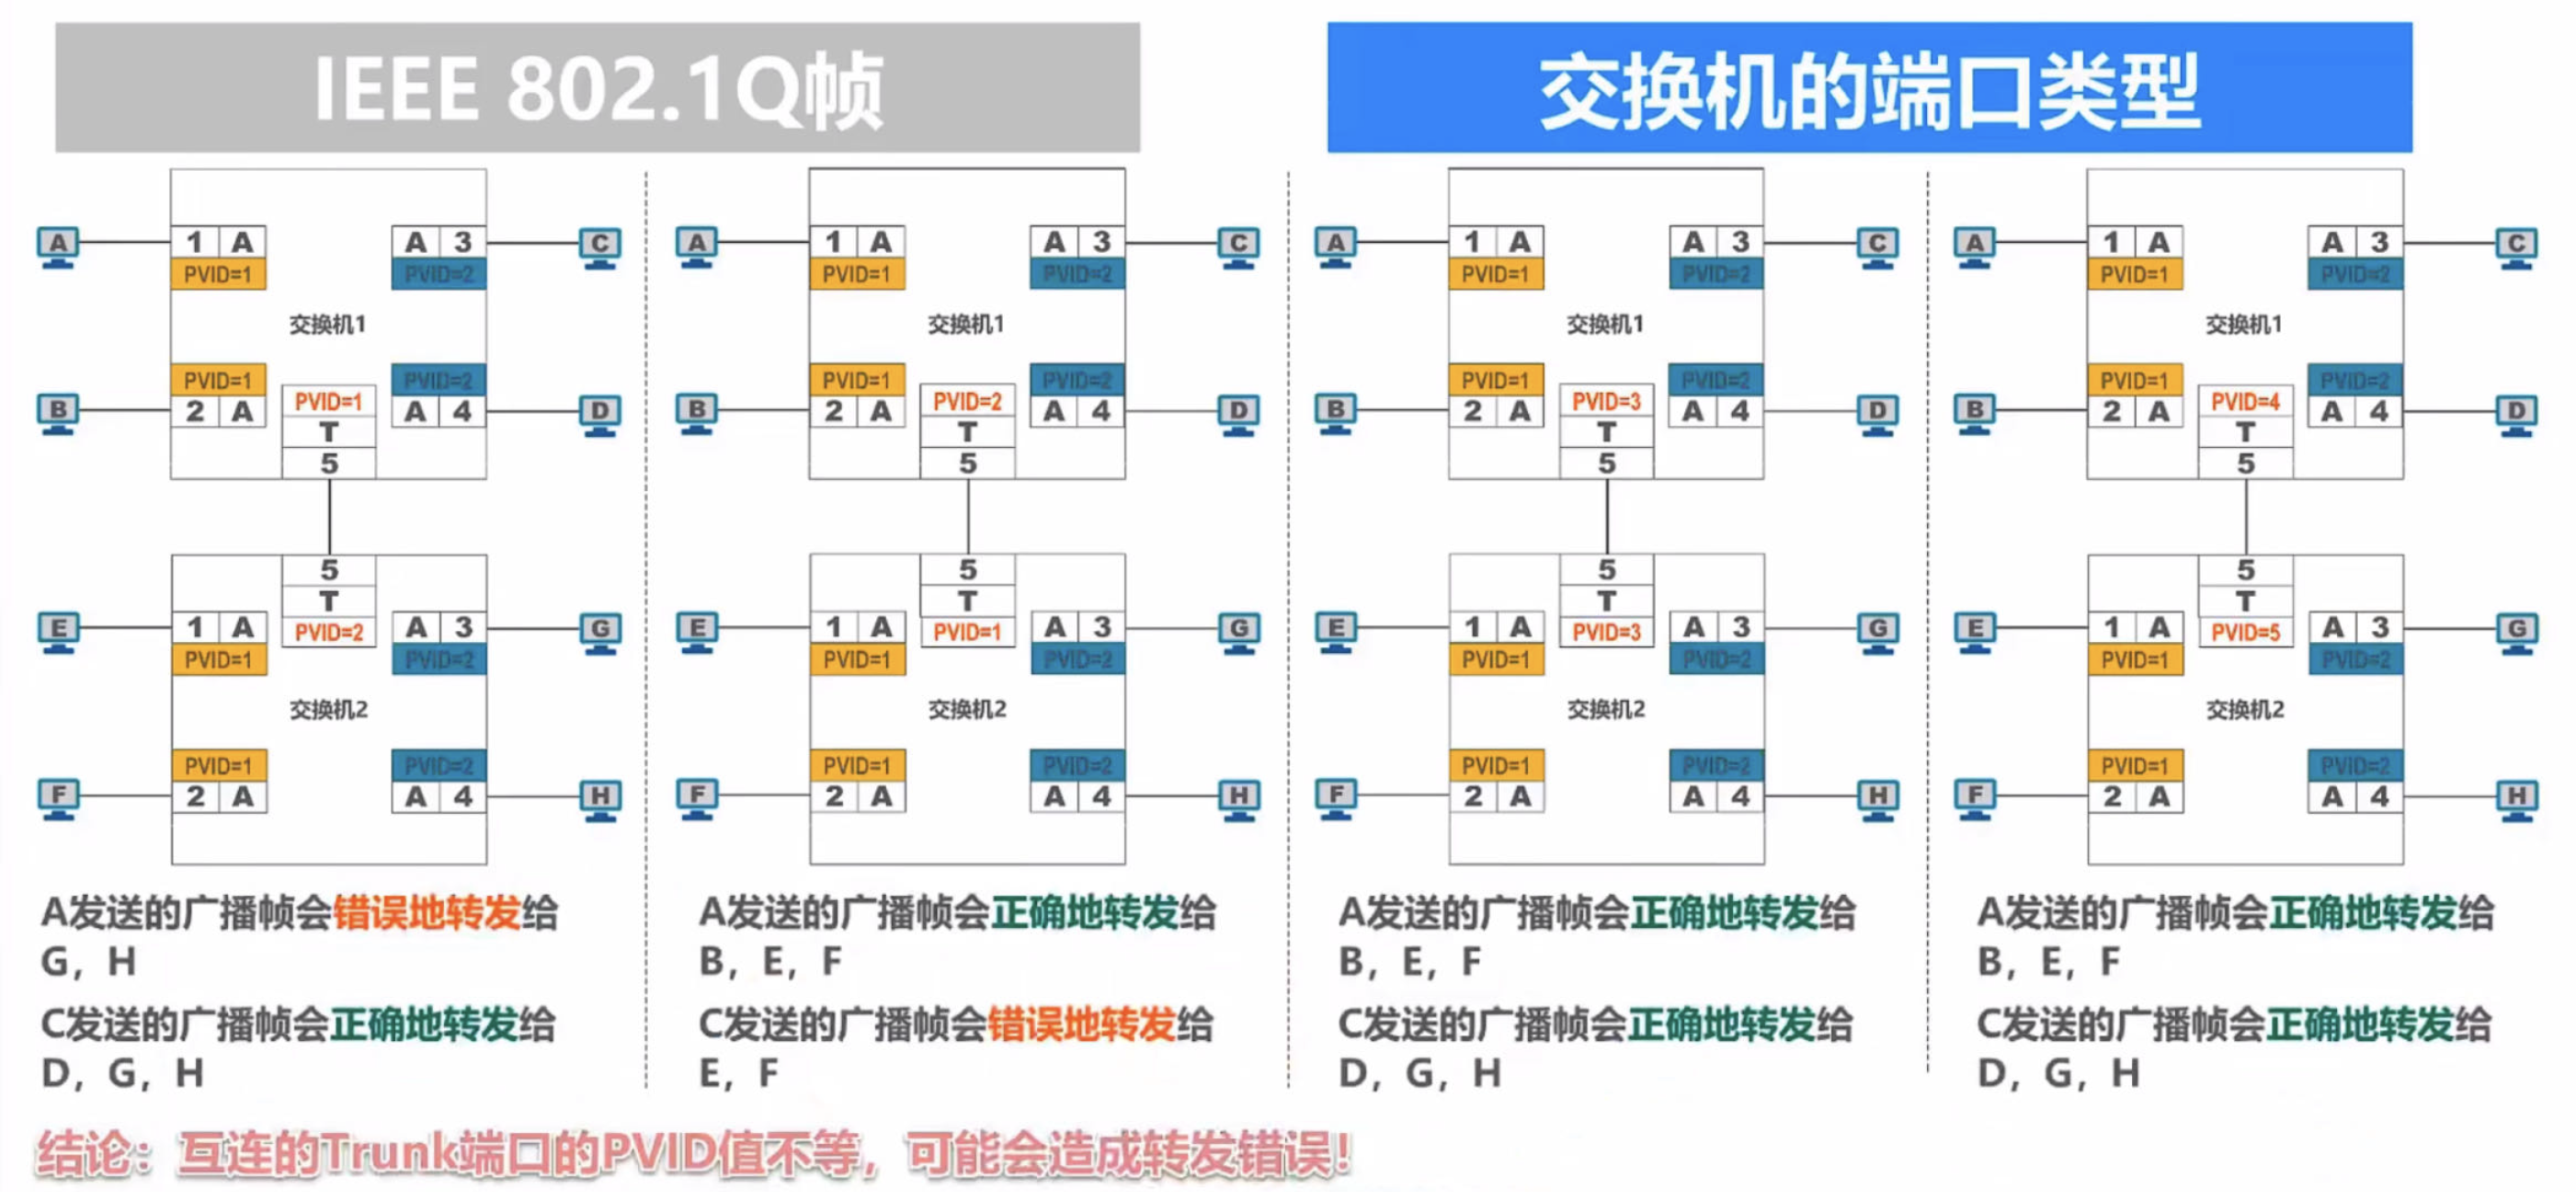 IEEE 802.1Q帧
交换机的端口类型
A 1 A A 3 C
PVID=1 PVID=2
交换机1
PVID=1 PVID=2
B 2 A PVID=1 A 4 D
T
5
5
T
E 1 A PVID=2 A 3 G
PVID=1 PVID=2
交换机2
PVID=1 PVID=2
F 2 A A 4 H
A发送的广播帧会错误地转发给
G，H
C发送的广播帧会正确地转发给
D，G，H
A 1 A A 3 C
PVID=1 PVID=2
交换机1
PVID=1 PVID=2
B 2 A PVID=2 A 4 D
T
5
5
T
E 1 A PVID=1 A 3 G
PVID=1 PVID=2
交换机2
PVID=1 PVID=2
F 2 A A 4 H
A发送的广播帧会正确地转发给
B，E，F
C发送的广播帧会错误地转发给
E，F
A 1 A A 3 C
PVID=1 PVID=2
交换机1
PVID=1 PVID=2
B 2 A PVID=3 A 4 D
T
5
5
T
E 1 A PVID=3 A 3 G
PVID=1 PVID=2
交换机2
PVID=1 PVID=2
F 2 A A 4 H
A发送的广播帧会正确地转发给
B，E，F
C发送的广播帧会正确地转发给
D，G，H
A 1 A A 3 C
PVID=1 PVID=2
交换机1
PVID=1 PVID=2
B 2 A PVID=4 A 4 D
T
5
5
T
E 1 A PVID=5 A 3 G
PVID=1 PVID=2
交换机2
PVID=1 PVID=2
F 2 A A 4 H
A发送的广播帧会正确地转发给
B，E，F
C发送的广播帧会正确地转发给
D，G，H
结论：互连的Trunk端口的PVID值不等，可能会造成转发错误！